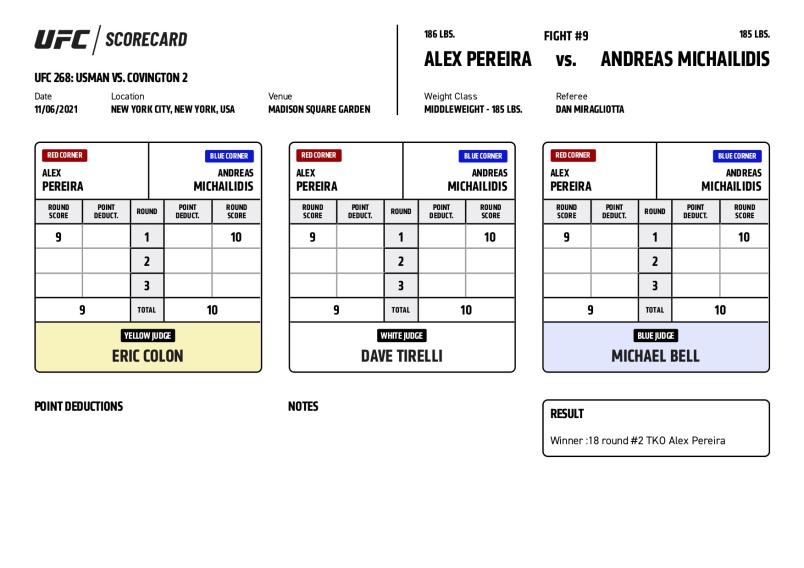 UFC SCORECARD
UFC 268: USMAN VS. COVINGTON 2
Date Location Venue
11/06/2021 NEW YORK CITY, NEW YORK, USA MADISON SQUARE GARDEN
186 LBS. FIGHT #9 185 LBS.
ALEX PEREIRA vs. ANDREAS MICHAILIDIS
Weight Class Referee
MIDDLEWEIGHT - 185 LBS. DAN MIRAGLIOTTA
RED CORNER BLUE CORNER
ALEX ANDREAS
PEREIRA MICHAILIDIS
ROUND SCORE POINT DEDUCT. ROUND POINT DEDUCT. ROUND SCORE
9 1 10
2
3
9 TOTAL 10
YELLOW JUDGE
ERIC COLON
RED CORNER BLUE CORNER
ALEX ANDREAS
PEREIRA MICHAILIDIS
ROUND SCORE POINT DEDUCT. ROUND POINT DEDUCT. ROUND SCORE
9 1 10
2
3
9 TOTAL 10
WHITE JUDGE
DAVE TIRELLI
RED CORNER BLUE CORNER
ALEX ANDREAS
PEREIRA MICHAILIDIS
ROUND SCORE POINT DEDUCT. ROUND POINT DEDUCT. ROUND SCORE
9 1 10
2
3
9 TOTAL 10
BLUE JUDGE
MICHAEL BELL
POINT DEDUCTIONS
NOTES
RESULT
Winner :18 round #2 TKO Alex Pereira